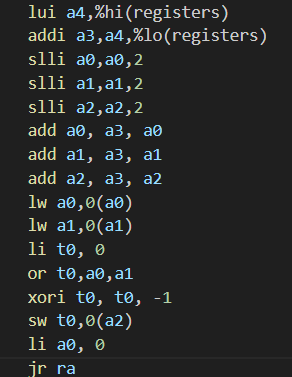 lui a4,%hi(registers)
addi a3,a4,%lo(registers)
slli a0,a0,2
slli a1,a1,2
slli a2,a2,2
add a0, a3, a0
add a1, a3, a1
add a2, a3, a2
lw a0,0(a0)
lw a1,0(a1)
li t0, 0
or t0,a0,a1
xori t0, t0, -1
sw t0,0(a2)
li a0, 0
jr ra